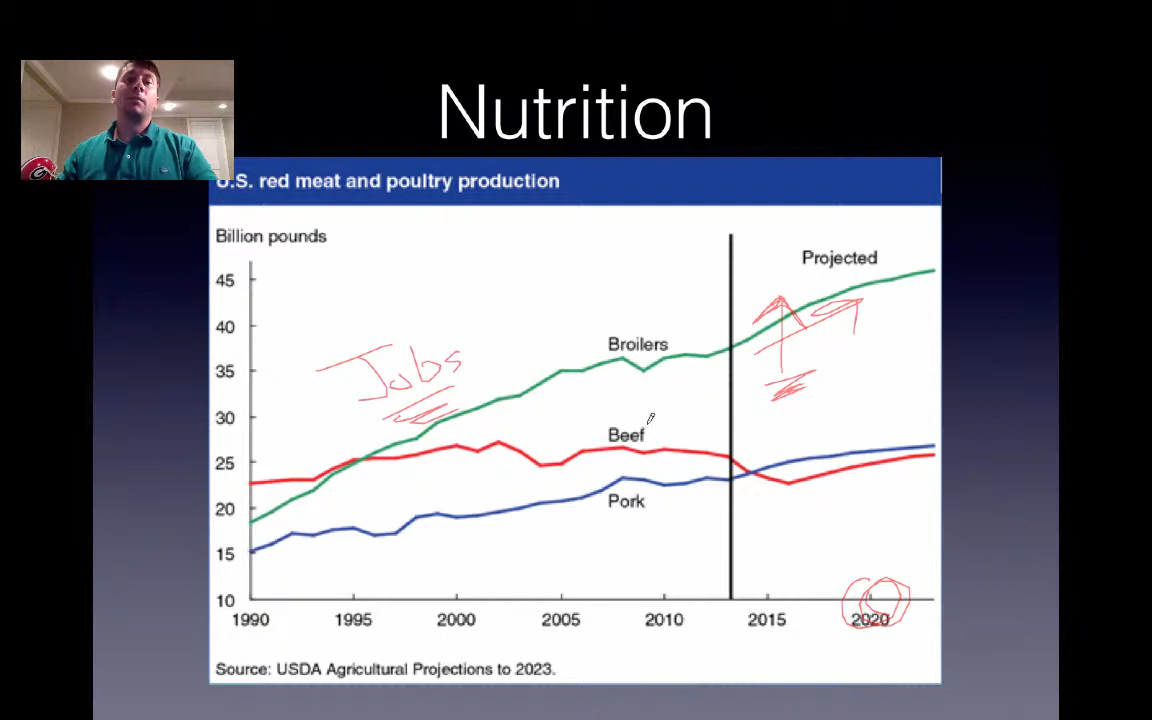 Nutrition
U.S. red meat and poultry production
Billion pounds
Projected
45
40
Broilers
35
Jobs
30
Beef
25
Pork
20
15
10
1990 1995 2000 2005 2010 2015 2020
Source: USDA Agricultural Projections to 2023.